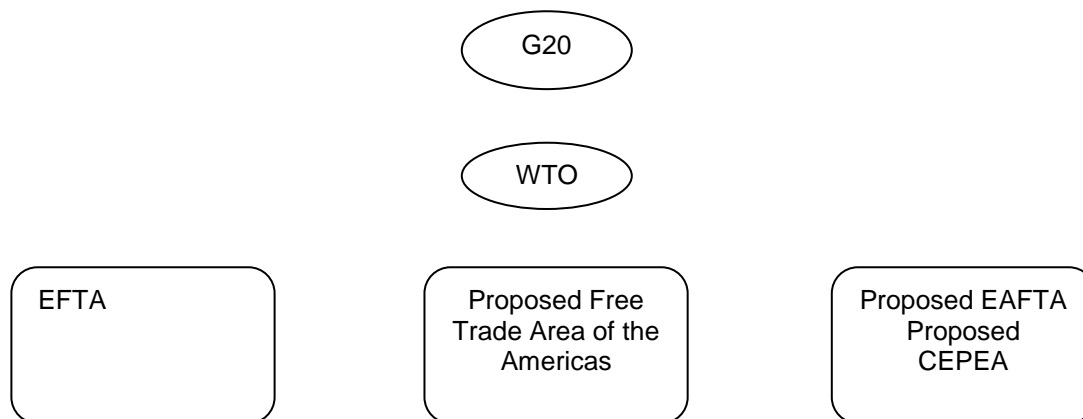 G20
WTO
EFTA
Proposed Free
Trade Area of the
Americas
Proposed EAFTA
Proposed
CEPEA